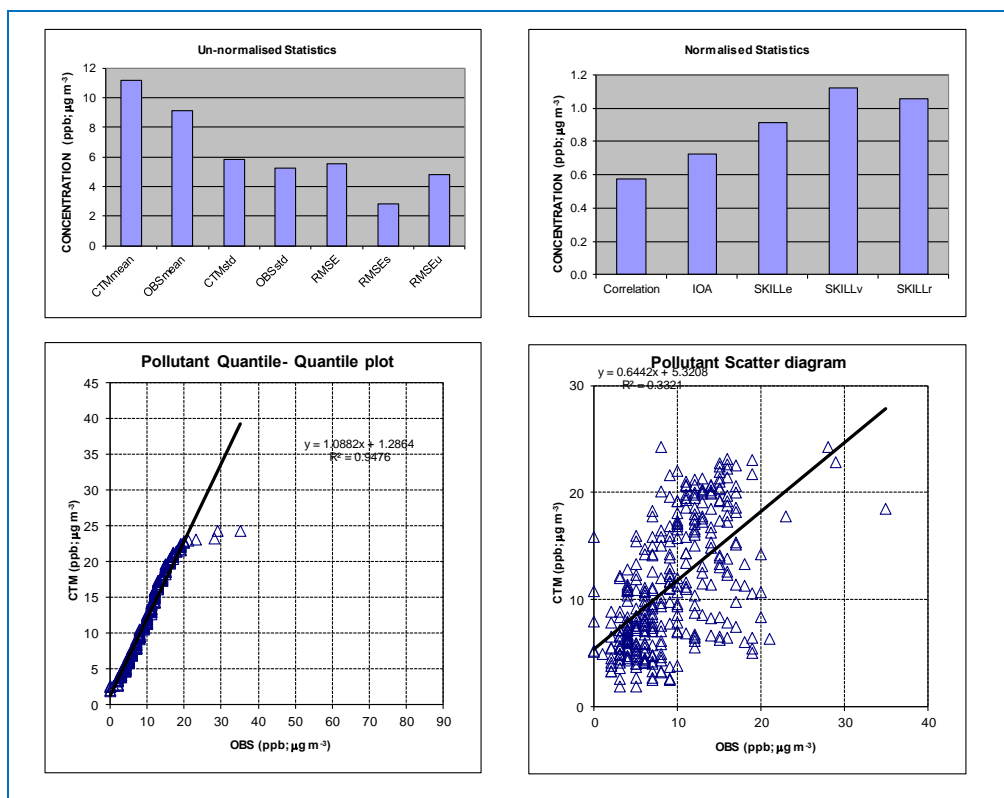 Un-normalised Statistics
CONCENTRATION (ppb; µg m-3)
12
10
8
6
4
2
0
CTMmean
OBSmean
CTMstd
OBSstd
RMSE
RMSEs
RMSEu
Normalised Statistics
CONCENTRATION (ppb; µg m-3)
1.2
1.0
0.8
0.6
0.4
0.2
0.0
Correlation IOA SKILLe SKILLv SKILLr
Pollutant Quantile- Quantile plot
CTM (ppb; µg m-3)
45
40
35
30
25
20
15
10
5
0
y = 1.0882x + 1.2864
R² = 0.9476
0 10 20 30 40 50 60 70 80 90
OBS (ppb; µg m-3)
Pollutant Scatter diagram
y = 0.6442x + 5.3208
R² = 0.3321
CTM (ppb; µg m-3)
30
20
10
0
0 10 20 30 40
OBS (ppb; µg m-3)